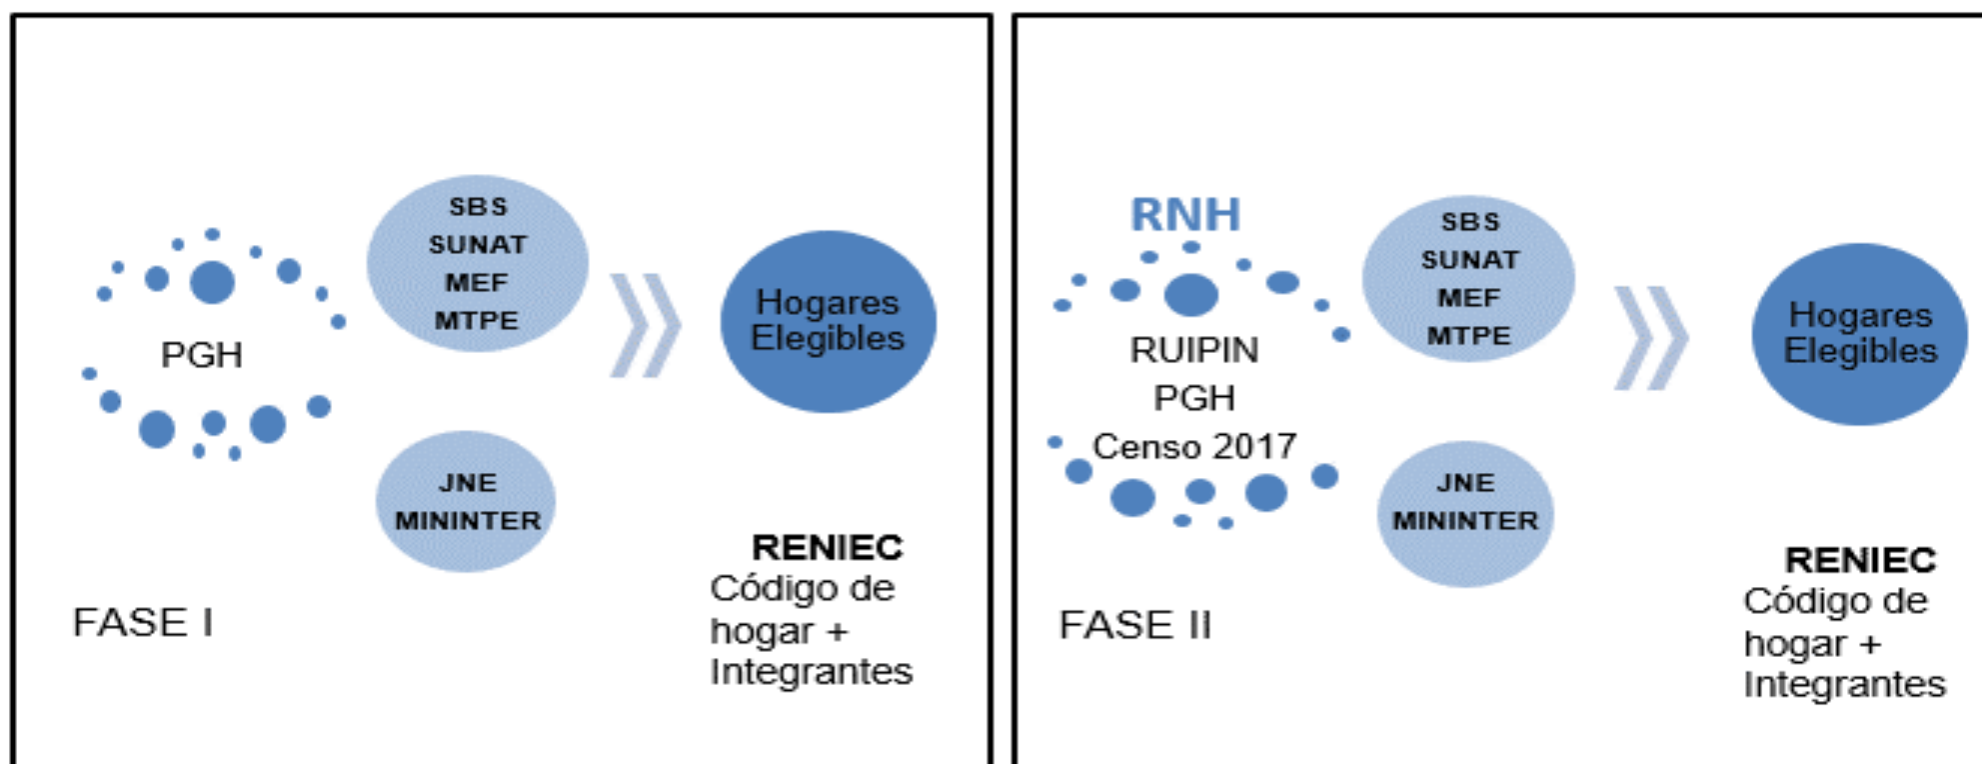 SBS
SUNAT
MEF
MTPE
PGH
Hogares
Elegibles
JNE
MININTER
RENIEC
Código de
hogar +
Integrantes
FASE I
RNH
SBS
SUNAT
MEF
MTPE
RUIPIN
PGH
Censo 2017
Hogares
Elegibles
JNE
MININTER
RENIEC
Código de
hogar +
Integrantes
FASE II